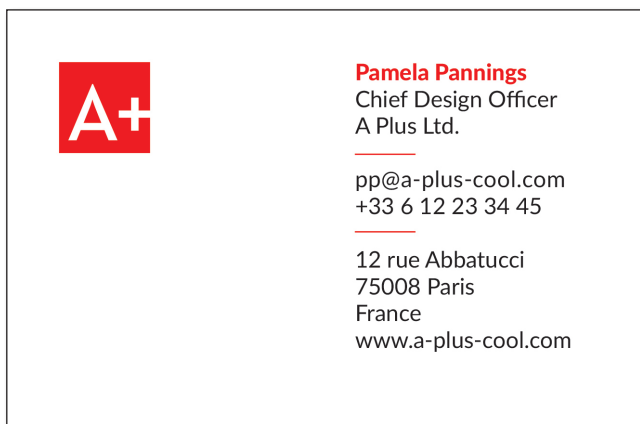 A+
Pamela Pannings
Chief Design Officer
A Plus Ltd.
pp@a-plus-cool.com
+33 6 12 23 34 45
12 rue Abbatucci
75008 Paris
France
www.a-plus-cool.com